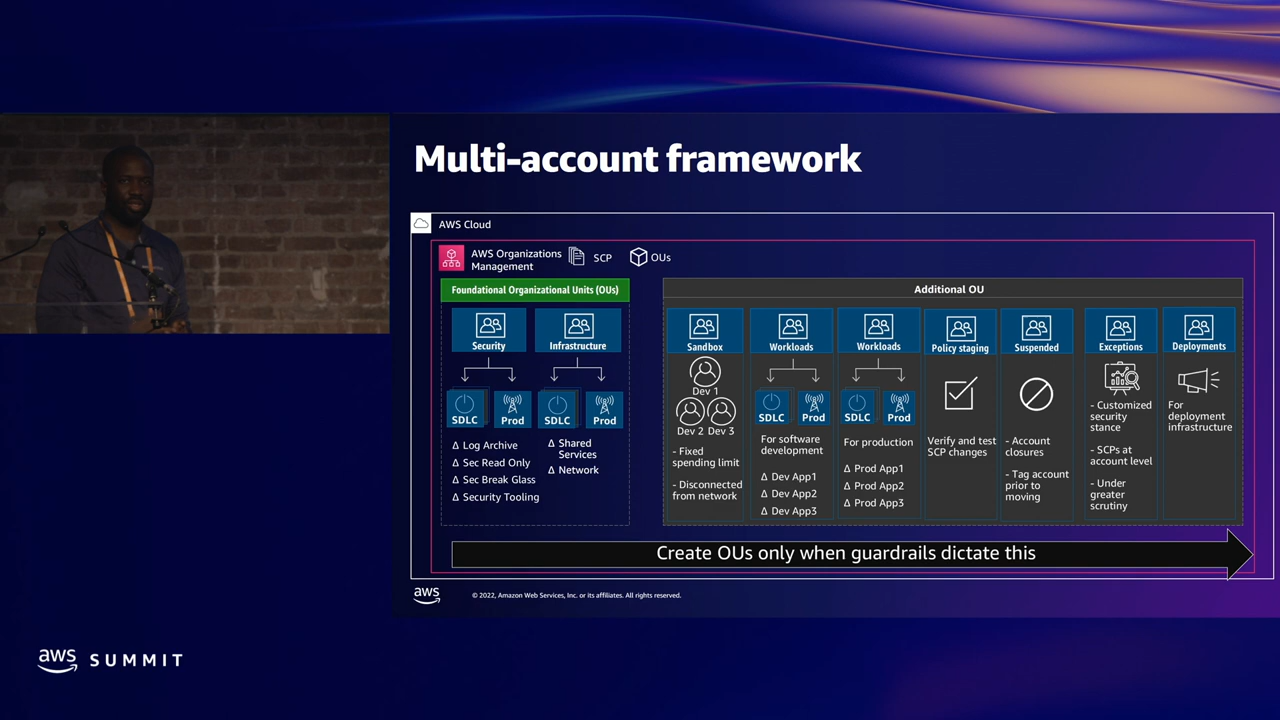 Multi-account framework
AWS Cloud
AWS Organizations
Management
SCP
OUs
Foundational Organizational Units (OUs)
Security
Infrastructure
SDLC
Prod
SDLC
Prod
Δ Log Archive
Δ Sec Read Only
Δ Sec Break Glass
Δ Security Tooling
Δ Shared
Services
Δ Network
Additional OU
Sandbox
Dev 1
Dev 2 Dev 3
- Fixed
spending limit
- Disconnected
from network
Workloads
SDLC
Prod
For software
development
Δ Dev App1
Δ Dev App2
Δ Dev App3
Workloads
SDLC
Prod
For production
Δ Prod App1
Δ Prod App2
Δ Prod App3
Policy staging
Verify and test
SCP changes
Suspended
- Account
closures
- Tag account
prior to
moving
Exceptions
- Customized
security
stance
- SCPs at
account level
- Under
greater
scrutiny
Deployments
For
deployment
infrastructure
Create OUs only when guardrails dictate this
aws
© 2022, Amazon Web Services, Inc. or its affiliates. All rights reserved.
aws SUMMIT